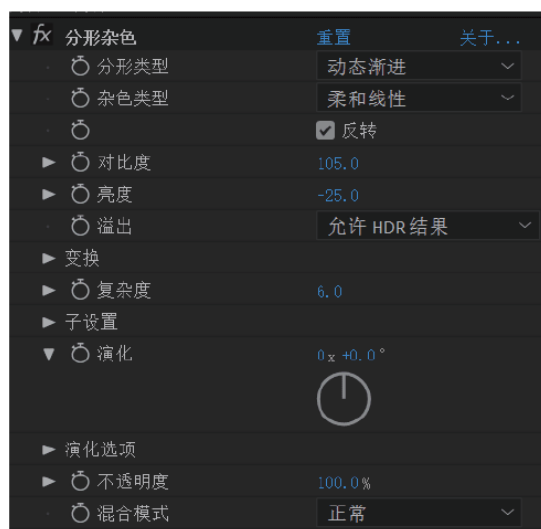 fx 分形杂色 重置 关于...
分形类型 动态渐进
杂色类型 柔和线性
反转
对比度 105.0
亮度 -25.0
溢出 允许 HDR 结果
变换
复杂度 6.0
子设置
演化 0x+0.0°
演化选项
不透明度 100.0%
混合模式 正常